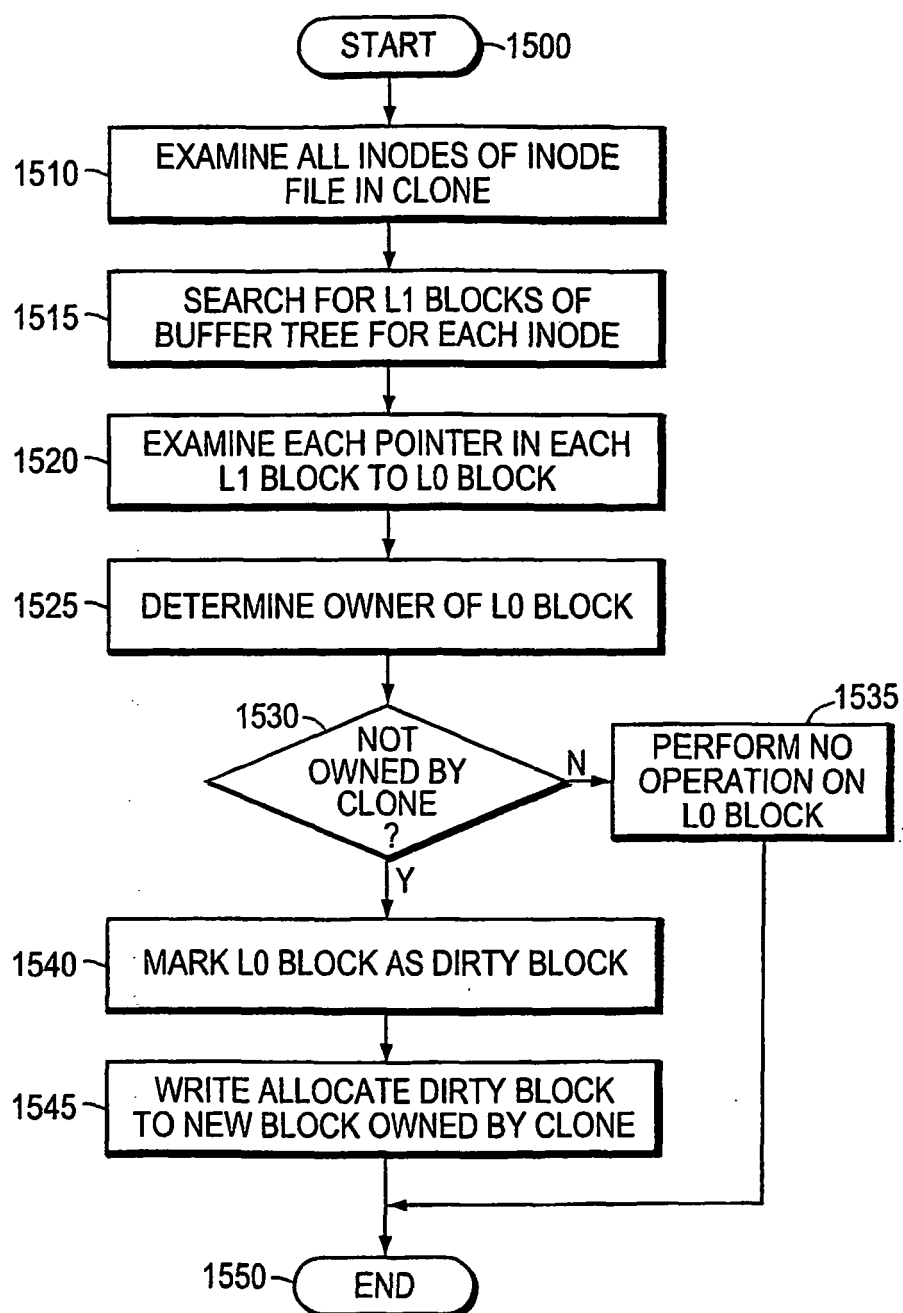 START
1500
1510
EXAMINE ALL INODES OF INODE
FILE IN CLONE
1515
SEARCH FOR L1 BLOCKS OF
BUFFER TREE FOR EACH INODE
1520
EXAMINE EACH POINTER IN EACH
L1 BLOCK TO L0 BLOCK
1525
DETERMINE OWNER OF L0 BLOCK
1530
NOT
OWNED BY
CLONE
?
N
Y
1535
PERFORM NO
OPERATION ON
L0 BLOCK
1540
MARK L0 BLOCK AS DIRTY BLOCK
1545
WRITE ALLOCATE DIRTY BLOCK
TO NEW BLOCK OWNED BY CLONE
1550
END